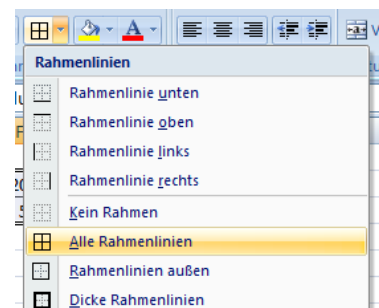 A
Rahmenlinien
Rahmenlinie unten
Rahmenlinie oben
Rahmenlinie links
Rahmenlinie rechts
Kein Rahmen
Alle Rahmenlinien
Rahmenlinien außen
Dicke Rahmenlinien